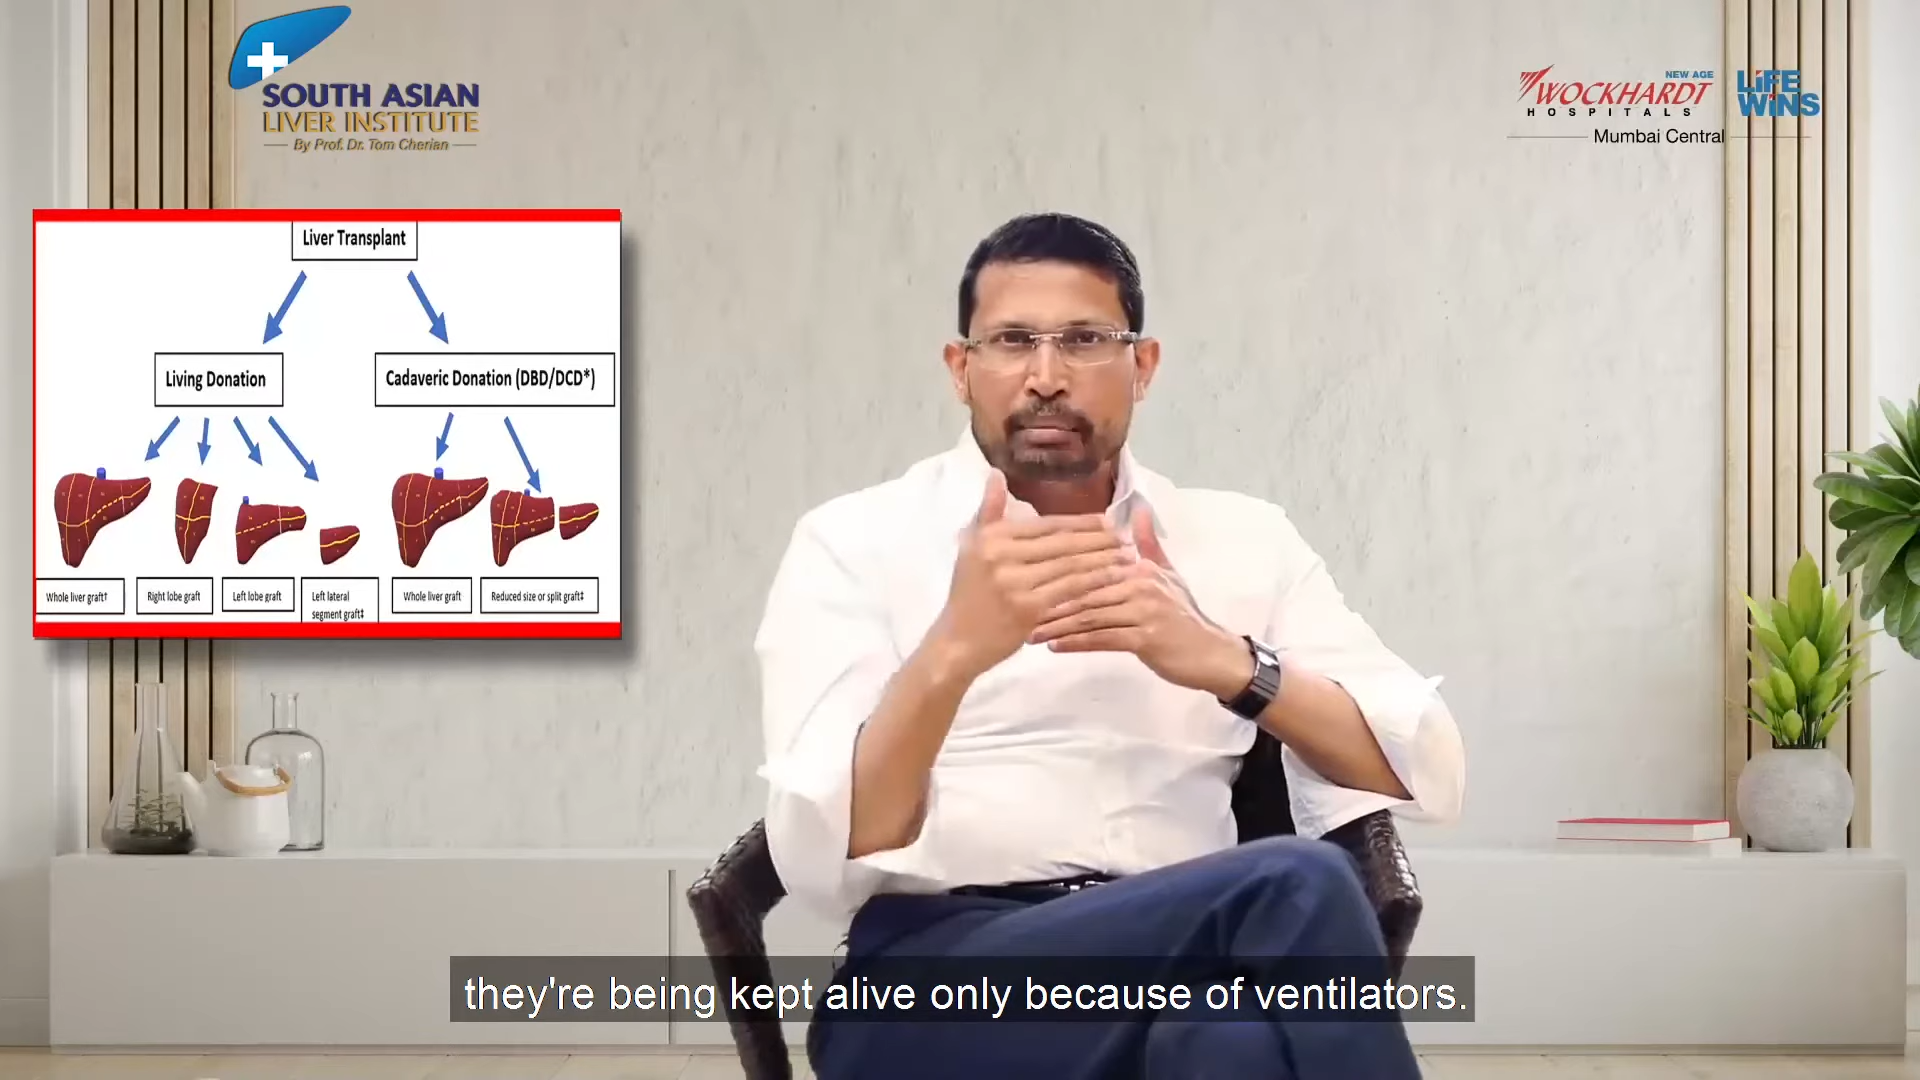 SOUTH ASIAN
LIVER INSTITUTE
By Prof. Dr. Tom Cherian
NEW AGE
WOCKHARDT
HOSPITALS
LiFE
WiNS
Mumbai Central
Liver Transplant
Living Donation
Cadaveric Donation (DBD/DCD*)
Whole liver graft†
Right lobe graft
Left lobe graft
Left lateral
segment graft‡
Whole liver graft
Reduced size or split graft‡
they're being kept alive only because of ventilators.